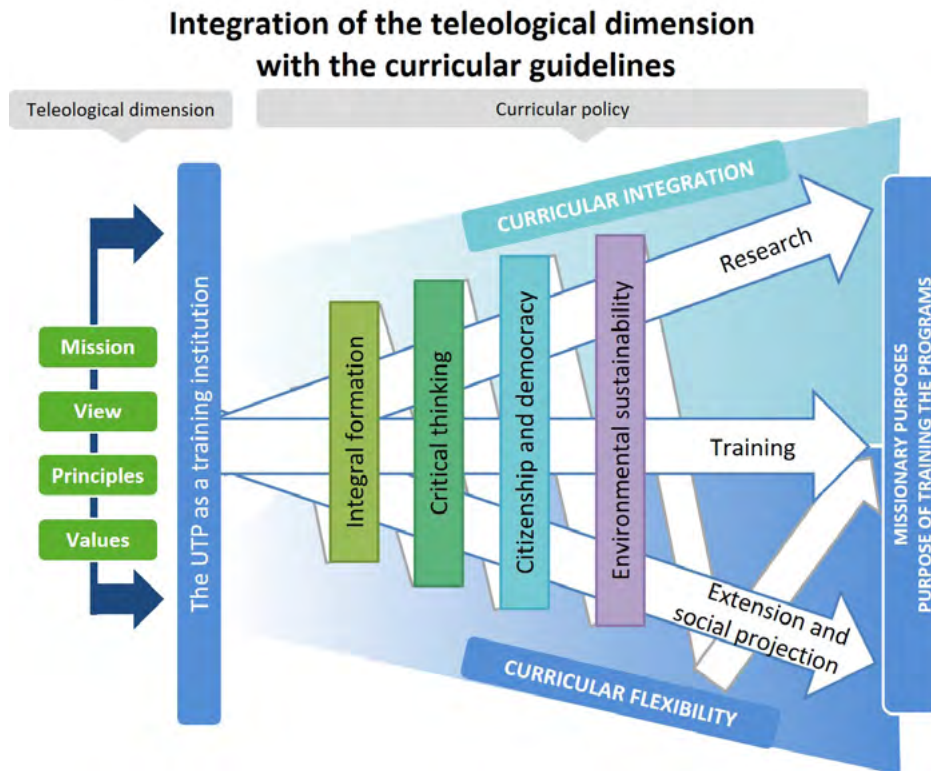 Integration of the teleological dimension
with the curricular guidelines
Teleological dimension
Curricular policy
Mission
View
Principles
Values
The UTP as a training institution
CURRICULAR INTEGRATION
Integral formation
Critical thinking
Citizenship and democracy
Environmental sustainability
Research
Training
Extension and
social projection
CURRICULAR FLEXIBILITY
MISSIONARY PURPOSES
PURPOSE OF TRAINING THE PROGRAMS